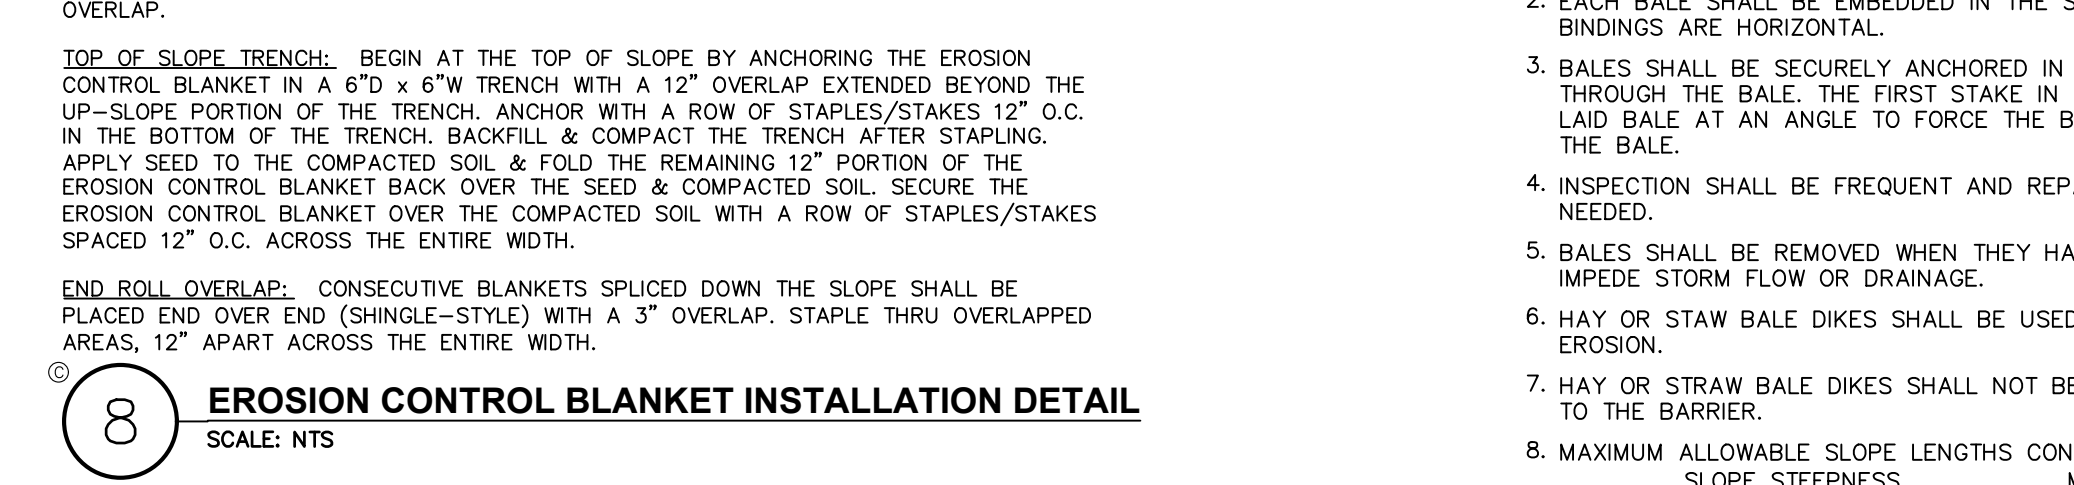 OVERLAP.
TOP OF SLOPE TRENCH: BEGIN AT THE TOP OF SLOPE BY ANCHORING THE EROSION
CONTROL BLANKET IN A 6”D x 6”W TRENCH WITH A 12” OVERLAP EXTENDED BEYOND THE
UP–SLOPE PORTION OF THE TRENCH. ANCHOR WITH A ROW OF STAPLES/STAKES 12” O.C.
IN THE BOTTOM OF THE TRENCH. BACKFILL & COMPACT THE TRENCH AFTER STAPLING.
APPLY SEED TO THE COMPACTED SOIL & FOLD THE REMAINING 12” PORTION OF THE
EROSION CONTROL BLANKET BACK OVER THE SEED & COMPACTED SOIL. SECURE THE
EROSION CONTROL BLANKET OVER THE COMPACTED SOIL WITH A ROW OF STAPLES/STAKES
SPACED 12” O.C. ACROSS THE ENTIRE WIDTH.
END ROLL OVERLAP: CONSECUTIVE BLANKETS SPLICED DOWN THE SLOPE SHALL BE
PLACED END OVER END (SHINGLE–STYLE) WITH A 3” OVERLAP. STAPLE THRU OVERLAPPED
AREAS, 12” APART ACROSS THE ENTIRE WIDTH.
©
8
EROSION CONTROL BLANKET INSTALLATION DETAIL
SCALE: NTS
2. EACH BALE SHALL BE EMBEDDED IN THE S
BINDINGS ARE HORIZONTAL.
3. BALES SHALL BE SECURELY ANCHORED IN
THROUGH THE BALE. THE FIRST STAKE IN
LAID BALE AT AN ANGLE TO FORCE THE B
THE BALE.
4. INSPECTION SHALL BE FREQUENT AND REP
NEEDED.
5. BALES SHALL BE REMOVED WHEN THEY HA
IMPEDE STORM FLOW OR DRAINAGE.
6. HAY OR STAW BALE DIKES SHALL BE USED
EROSION.
7. HAY OR STRAW BALE DIKES SHALL NOT BE
TO THE BARRIER.
8. MAXIMUM ALLOWABLE SLOPE LENGTHS CON
SLOPE STEEPNESS